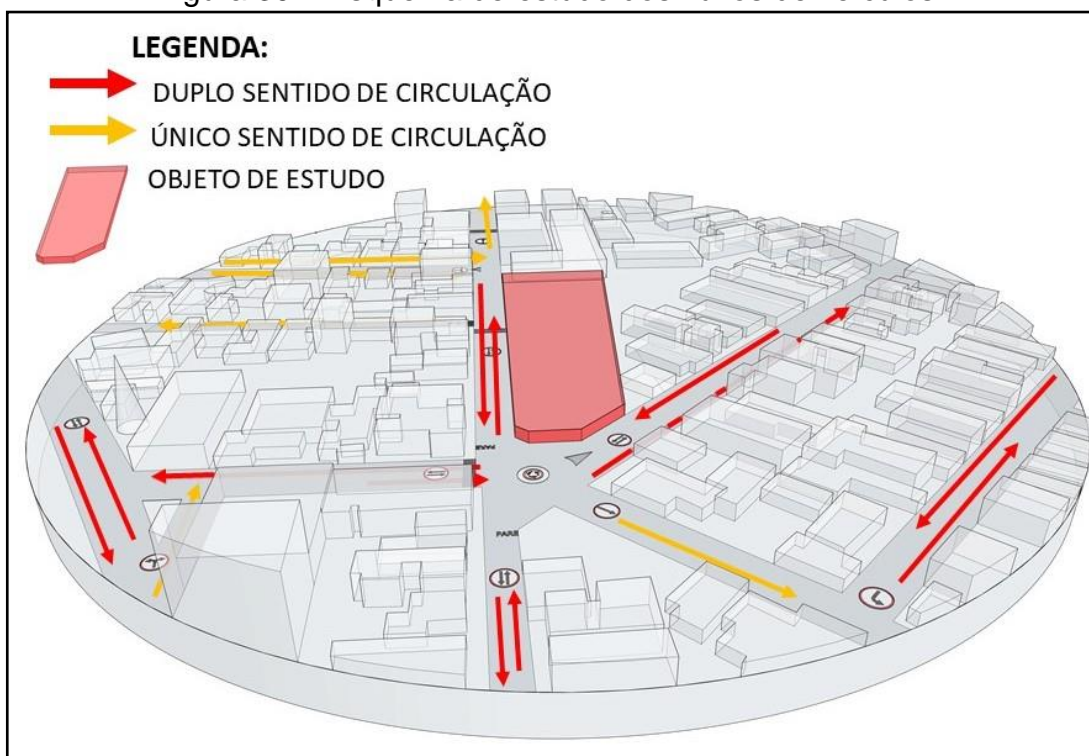 LEGENDA:
DUPLO SENTIDO DE CIRCULAÇÃO
ÚNICO SENTIDO DE CIRCULAÇÃO
OBJETO DE ESTUDO
PARE